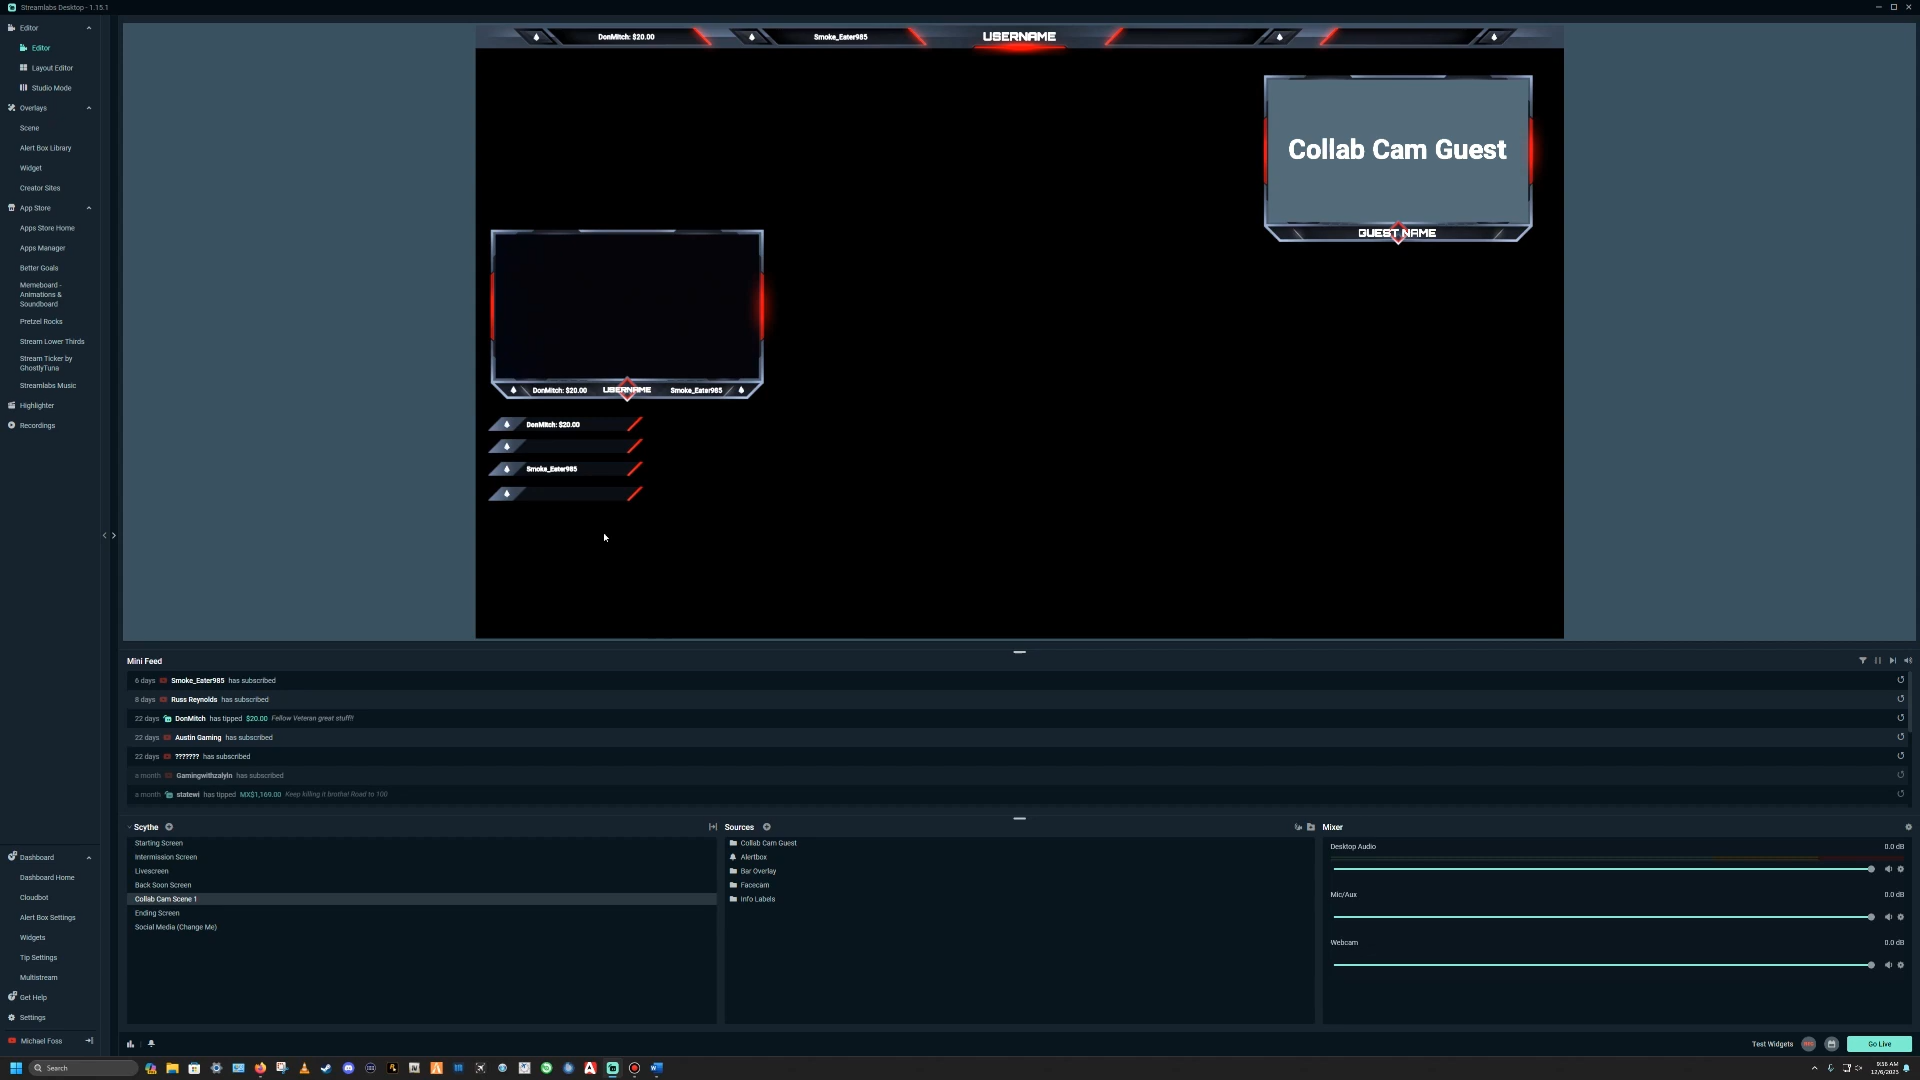 Streamlabs Desktop - 1.15.1
Editor
Editor
Layout Editor
Studio Mode
Overlays
Scene
Alert Box Library
Widget
Creator Sites
App Store
Apps Store Home
Apps Manager
Better Goals
Memeboard -
Animations &
Soundboard
Pretzel Rocks
Stream Lower Thirds
Stream Ticker by
GhostlyTuna
Streamlabs Music
Highlighter
Recordings
Dashboard
Dashboard Home
Cloudbot
Alert Box Settings
Widgets
Tip Settings
Multistream
Get Help
Settings
Michael Foss
DonMitch: $20.00
Smoke_Eater985
USERNAME
Collab Cam Guest
GUEST NAME
DonMitch: $20.00
USERNAME
Smoke_Eater985
DonMitch: $20.00
Smoke_Eater985
Mini Feed
6 days Smoke_Eater985 has subscribed
8 days Russ Reynolds has subscribed
22 days DonMitch has tipped $20.00 Fellow Veteran great stuff!!
22 days Austin Gaming has subscribed
22 days ??????? has subscribed
a month Gamingwithzalyin has subscribed
a month statewi has tipped MX$1,169.00 Keep killing it brotha! Road to 100
Scythe
Starting Screen
Intermission Screen
Livescreen
Back Soon Screen
Collab Cam Scene 1
Ending Screen
Social Media (Change Me)
Sources
Collab Cam Guest
Alertbox
Bar Overlay
Facecam
Info Labels
Mixer
Desktop Audio 0.0 dB
Mic/Aux 0.0 dB
Webcam 0.0 dB
Test Widgets
REC
Go Live
Search
9:56 AM
12/6/2023